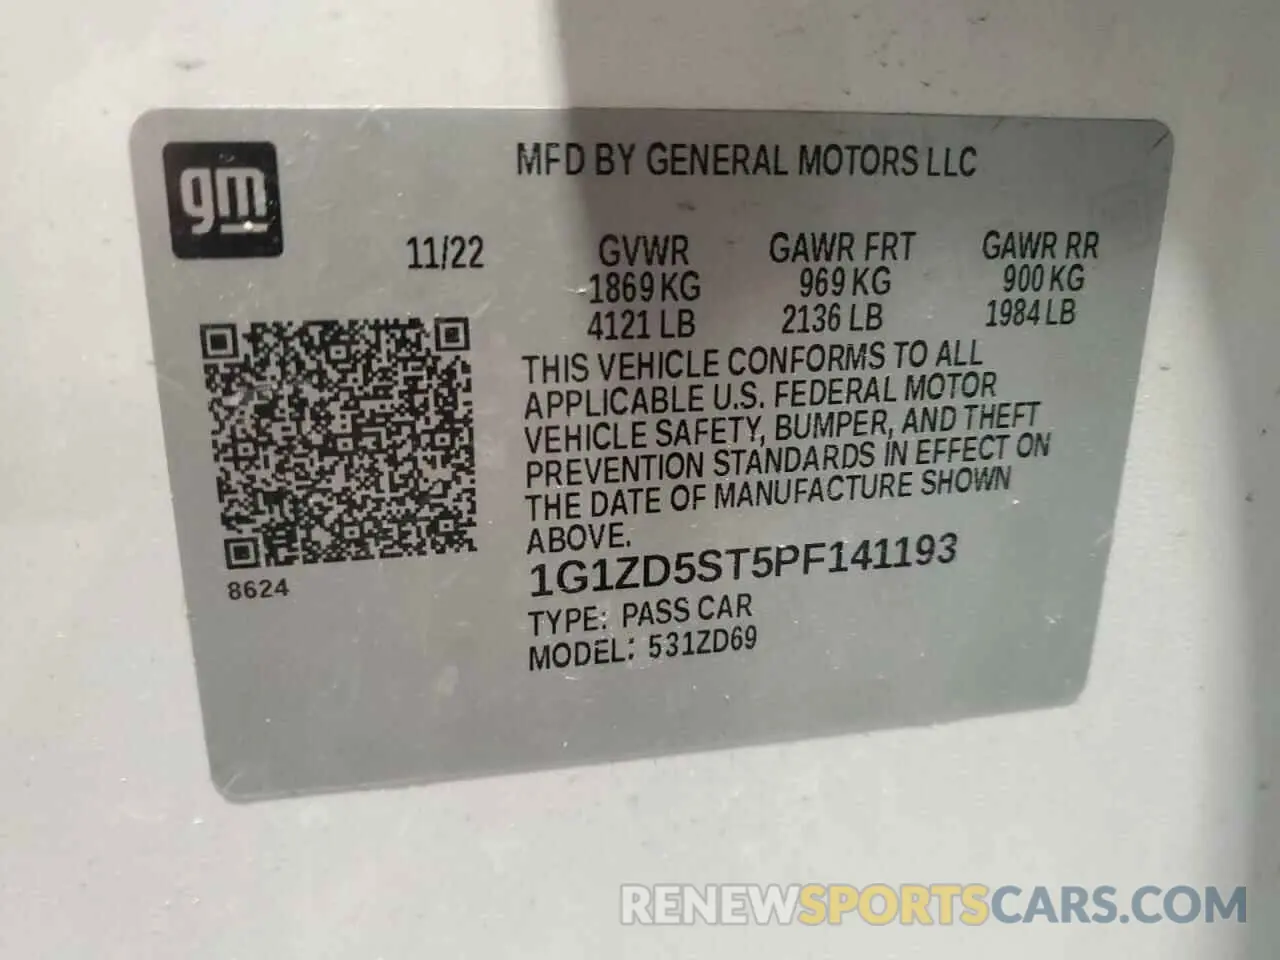 gm
MFD BY GENERAL MOTORS LLC
11/22 GVWR GAWR FRT GAWR RR
1869 KG 969 KG 900 KG
4121 LB 2136 LB 1984 LB
THIS VEHICLE CONFORMS TO ALL
APPLICABLE U.S. FEDERAL MOTOR
VEHICLE SAFETY, BUMPER, AND THEFT
PREVENTION STANDARDS IN EFFECT ON
THE DATE OF MANUFACTURE SHOWN
ABOVE.
1G1ZD5ST5PF141193
8624
TYPE: PASS CAR
MODEL: 531ZD69
RENEWSPORTSCARS.COM